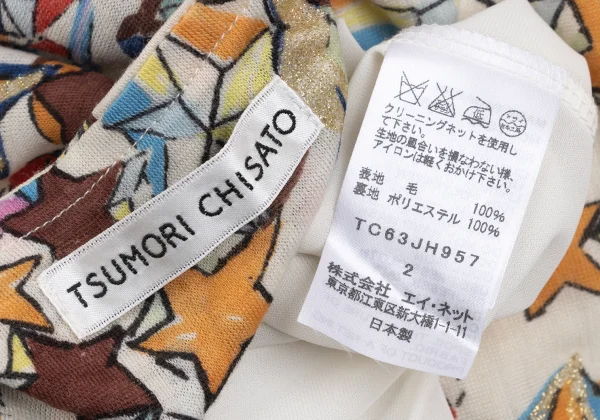 TSUMORI CHISATO
クリーニングネットを使用し
て下さい。
生地の風合いを損なわない様、
アイロンは軽くおかけ下さい。
表地 毛 100%
裏地 ポリエステル 100%
TC63JH957
2
株式会社 エイ・ネット
東京都江東区新大橋1-1-11
日本製